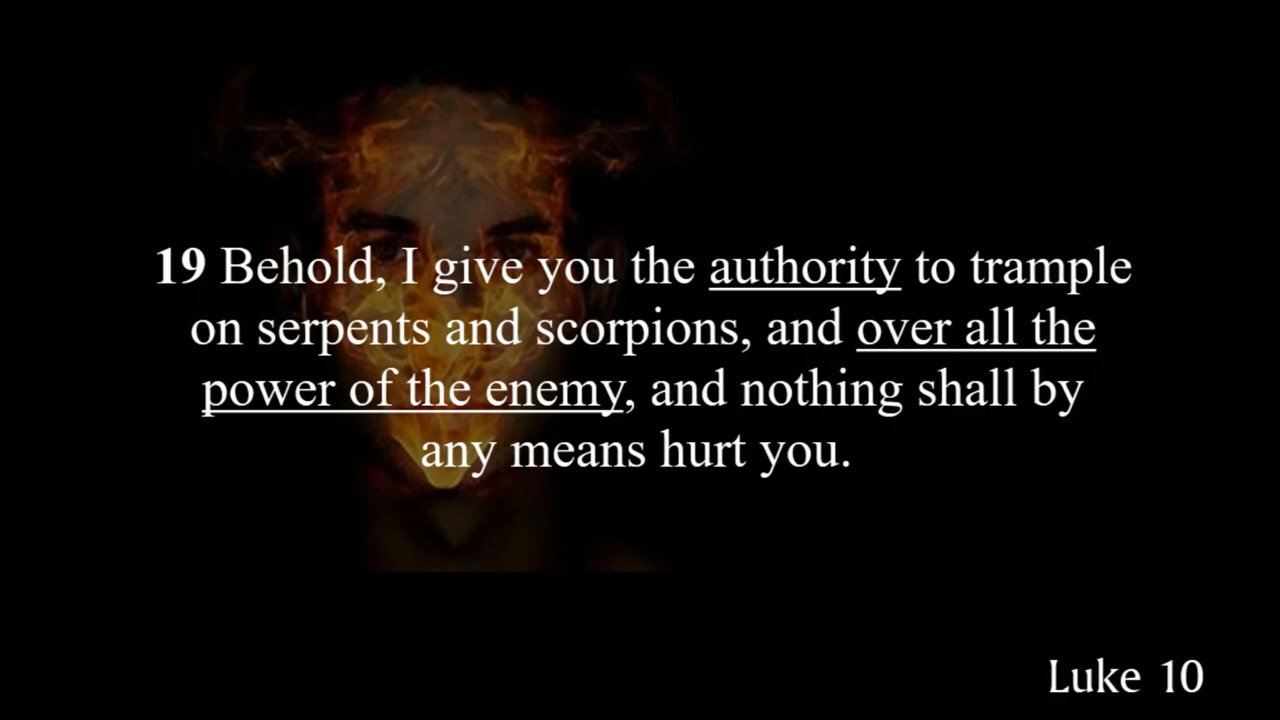 19 Behold, I give you the authority to trample
on serpents and scorpions, and over all the
power of the enemy, and nothing shall by
any means hurt you.
Luke 10